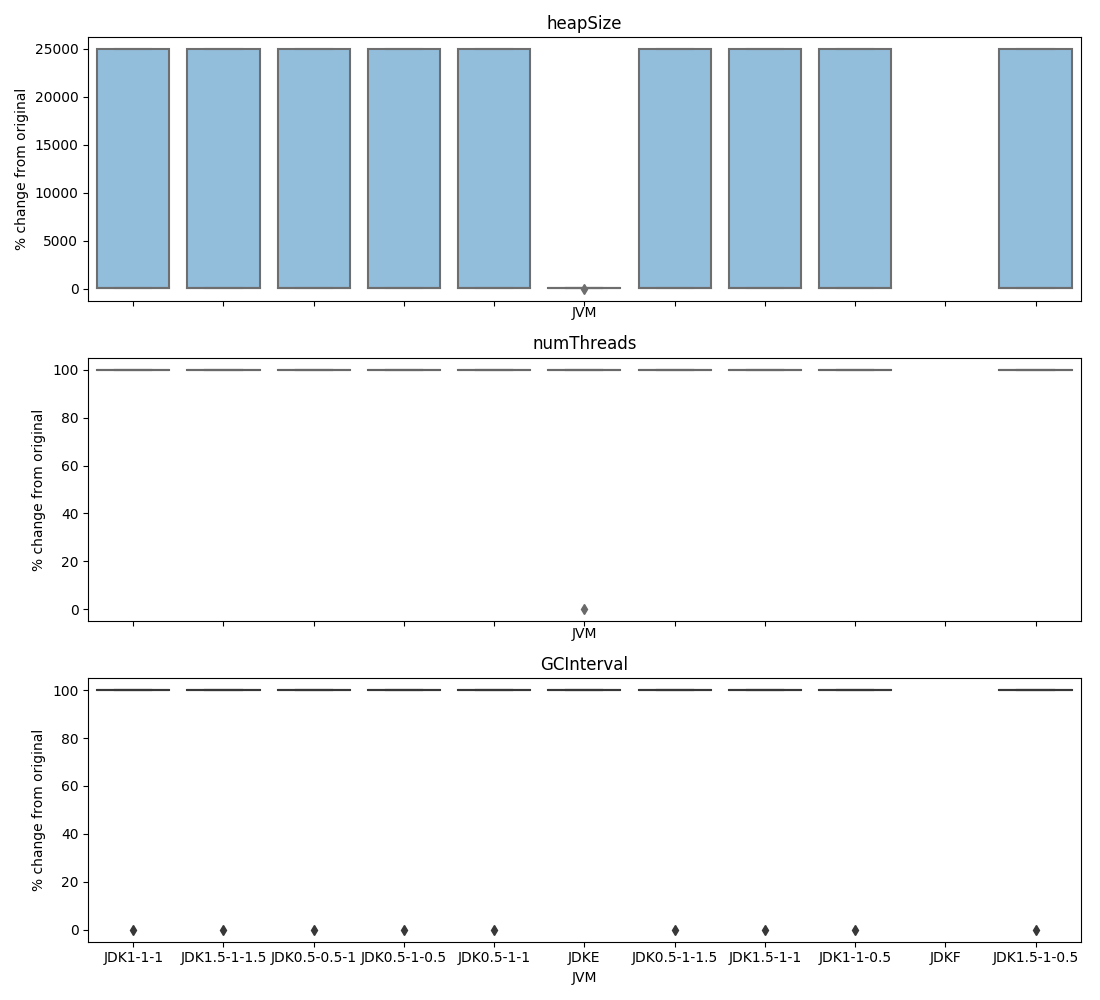 heapSize
% change from original
25000
20000
15000
10000
5000
0
JVM
numThreads
% change from original
100
80
60
40
20
0
JVM
GCInterval
% change from original
100
80
60
40
20
0
JDK1-1-1 JDK1.5-1-1.5 JDK0.5-0.5-1 JDK0.5-1-0.5 JDK0.5-1-1 JDKE JDK0.5-1-1.5 JDK1.5-1-1 JDK1-1-0.5 JDKF JDK1.5-1-0.5
JVM